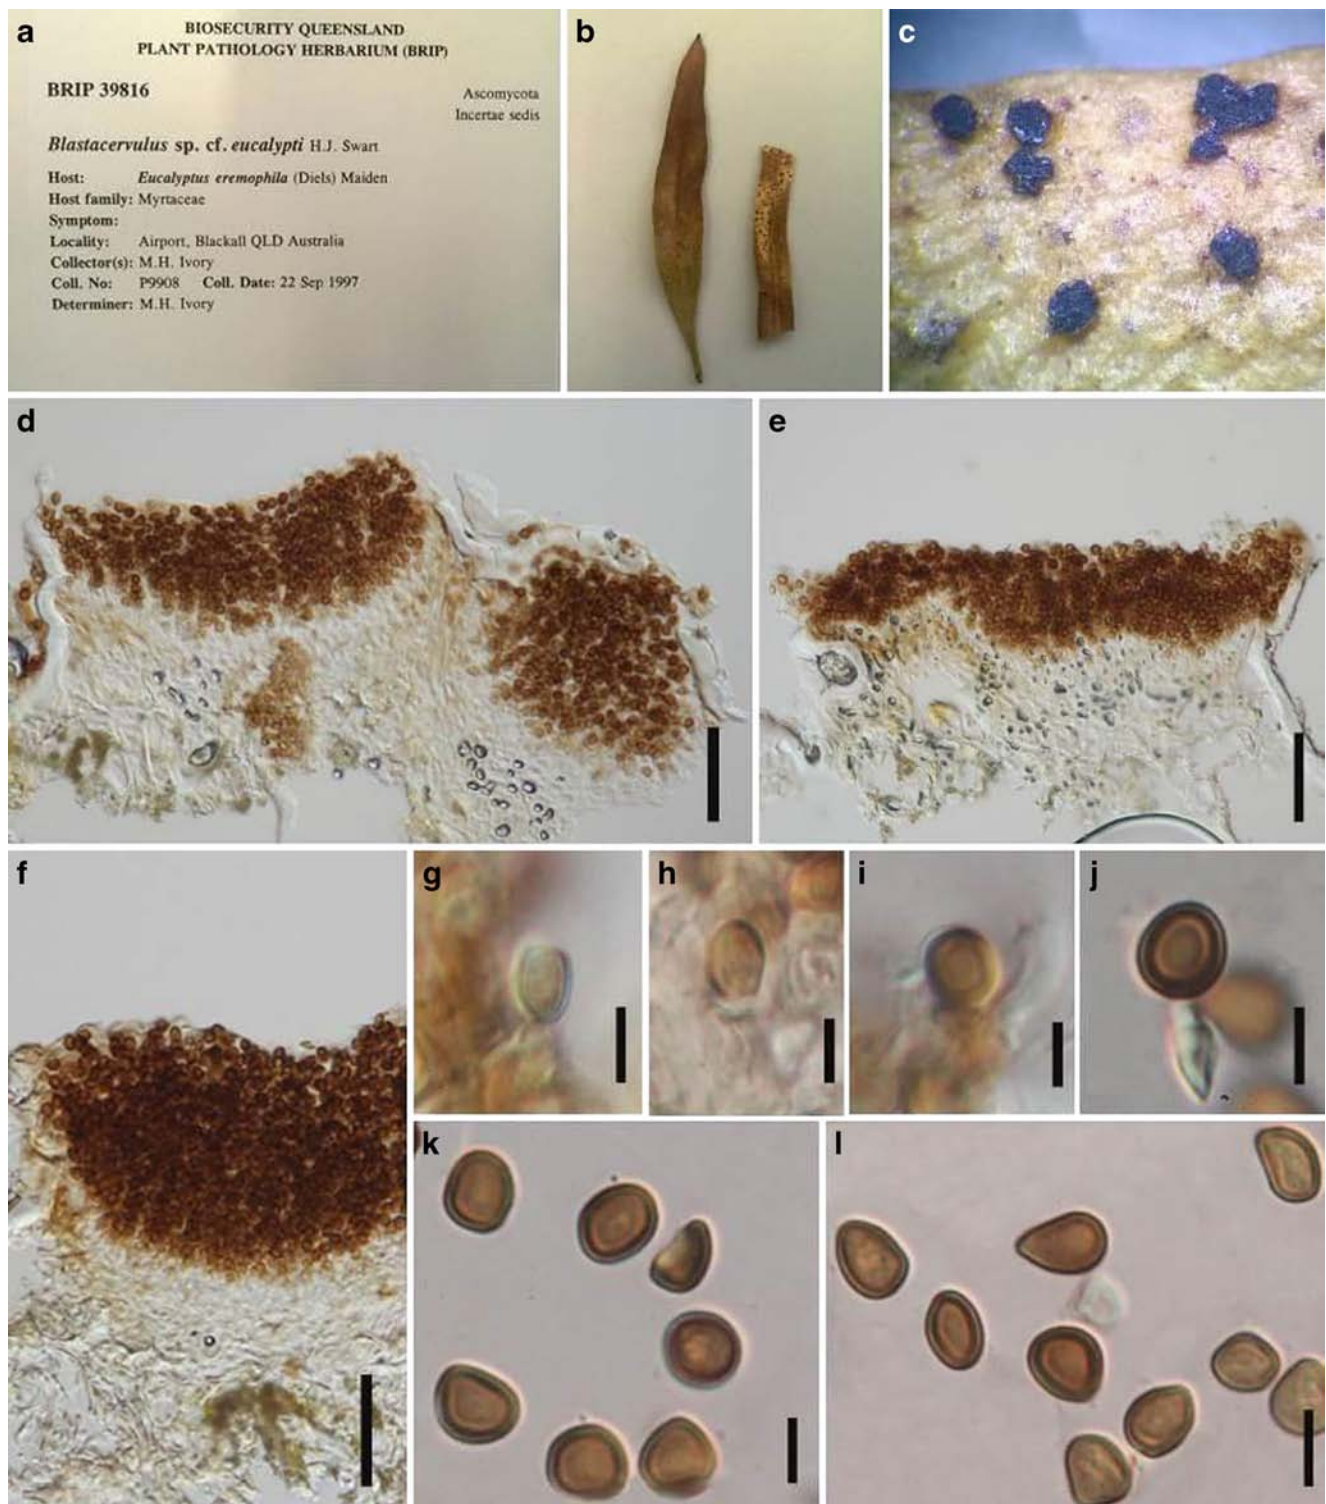 a
BIOSECURITY QUEENSLAND
PLANT PATHOLOGY HERBARIUM (BRIP)
BRIP 39816
Ascomycota
Incertae sedis
Blastacervulus sp. cf. eucalypti H.J. Swart
Host: Eucalyptus eremophila (Diels) Maiden
Host family: Myrtaceae
Symptom:
Locality: Airport, Blackall QLD Australia
Collector(s): M.H. Ivory
Coll. No: P9908 Coll. Date: 22 Sep 1997
Determiner: M.H. Ivory
b
c
d
e
f
g
h
i
j
k
l